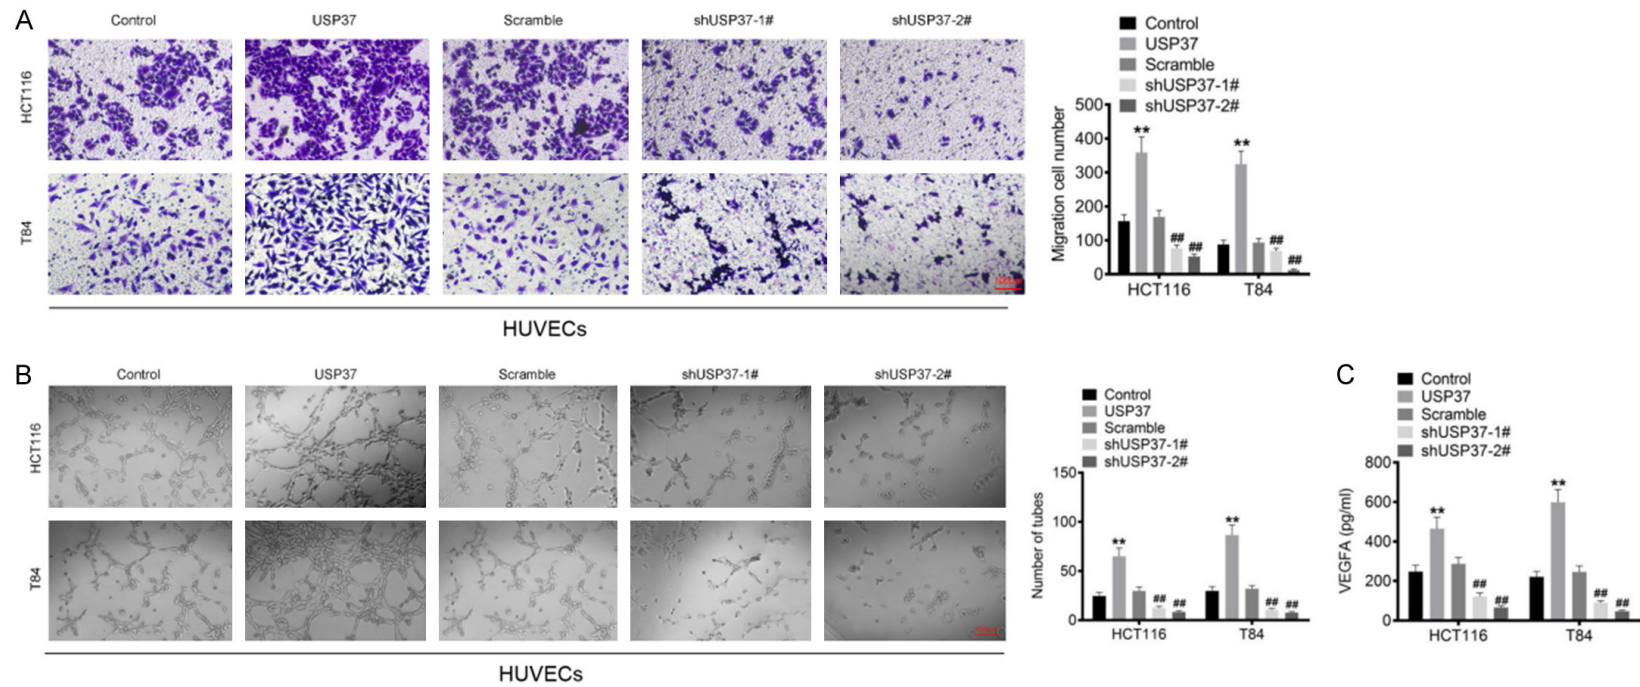 A
Control USP37 Scramble shUSP37-1# shUSP37-2#
HCT116
T84
HUVECs
Control
USP37
Scramble
shUSP37-1#
shUSP37-2#
Migration cell number
500
400
300
200
100
0
** ## ## ** ## ##
HCT116 T84
B
Control USP37 Scramble shUSP37-1# shUSP37-2#
HCT116
T84
HUVECs
Control
USP37
Scramble
shUSP37-1#
shUSP37-2#
Number of tubes
150
100
50
0
** ## ## ** ## ##
HCT116 T84
C
Control
USP37
Scramble
shUSP37-1#
shUSP37-2#
VEGFA (pg/ml)
800
600
400
200
0
** ## ## ** ## ##
HCT116 T84